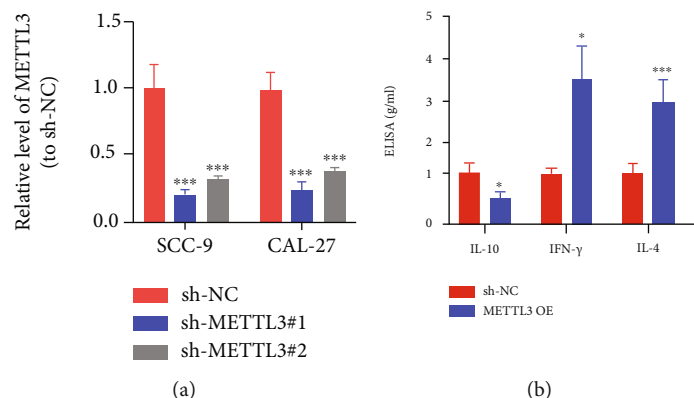 Relative level of METTL3
(to sh-NC)
1.5
1.0
0.5
0.0
***
***
***
***
SCC-9
CAL-27
sh-NC
sh-METTL3#1
sh-METTL3#2
(a)
ELISA (g/ml)
5
4
3
2
1
0
*
*
***
IL-10
IFN-γ
IL-4
sh-NC
METTL3 OE
(b)